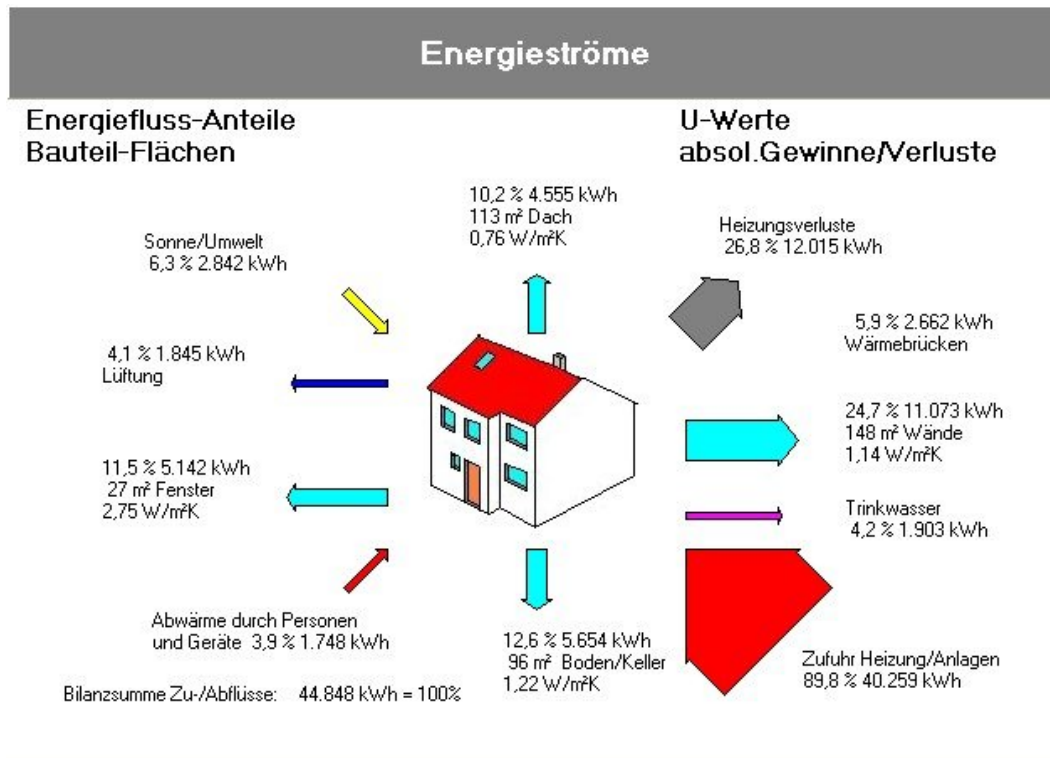 Energieströme
Energiefluss-Anteile
Bauteil-Flächen
U-Werte
absol.Gewinne/Verluste
10,2 % 4.555 kWh
113 m² Dach
0,76 W/m²K
Sonne/Umwelt
6,3 % 2.842 kWh
Heizungsverluste
26,8 % 12.015 kWh
4,1 % 1.845 kWh
Lüftung
5,9 % 2.662 kWh
Wärmebrücken
24,7 % 11.073 kWh
148 m² Wände
1,14 W/m²K
11,5 % 5.142 kWh
27 m² Fenster
2,75 W/m²K
Trinkwasser
4,2 % 1.903 kWh
Abwärme durch Personen
und Geräte 3,9 % 1.748 kWh
12,6 % 5.654 kWh
96 m² Boden/Keller
1,22 W/m²K
Zufuhr Heizung/Anlagen
89,8 % 40.259 kWh
Bilanzsumme Zu-/Abflüsse: 44.848 kWh = 100%